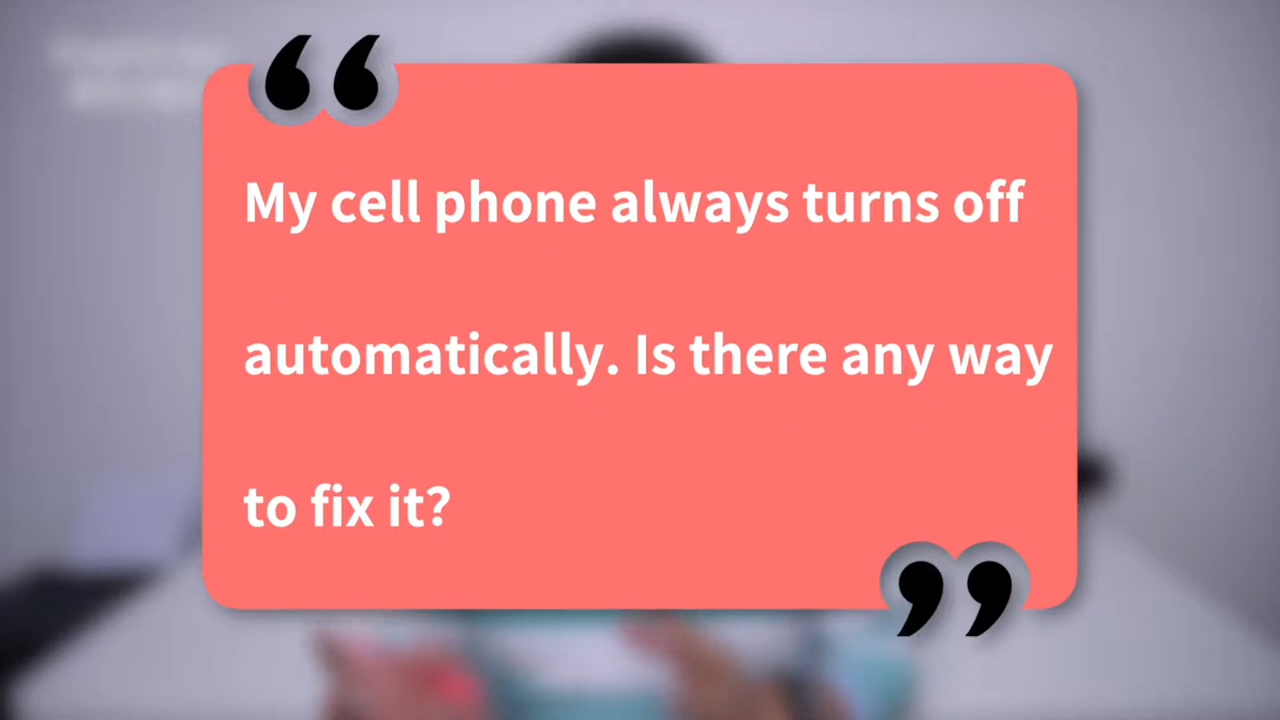 “
My cell phone always turns off
automatically. Is there any way
to fix it?
”